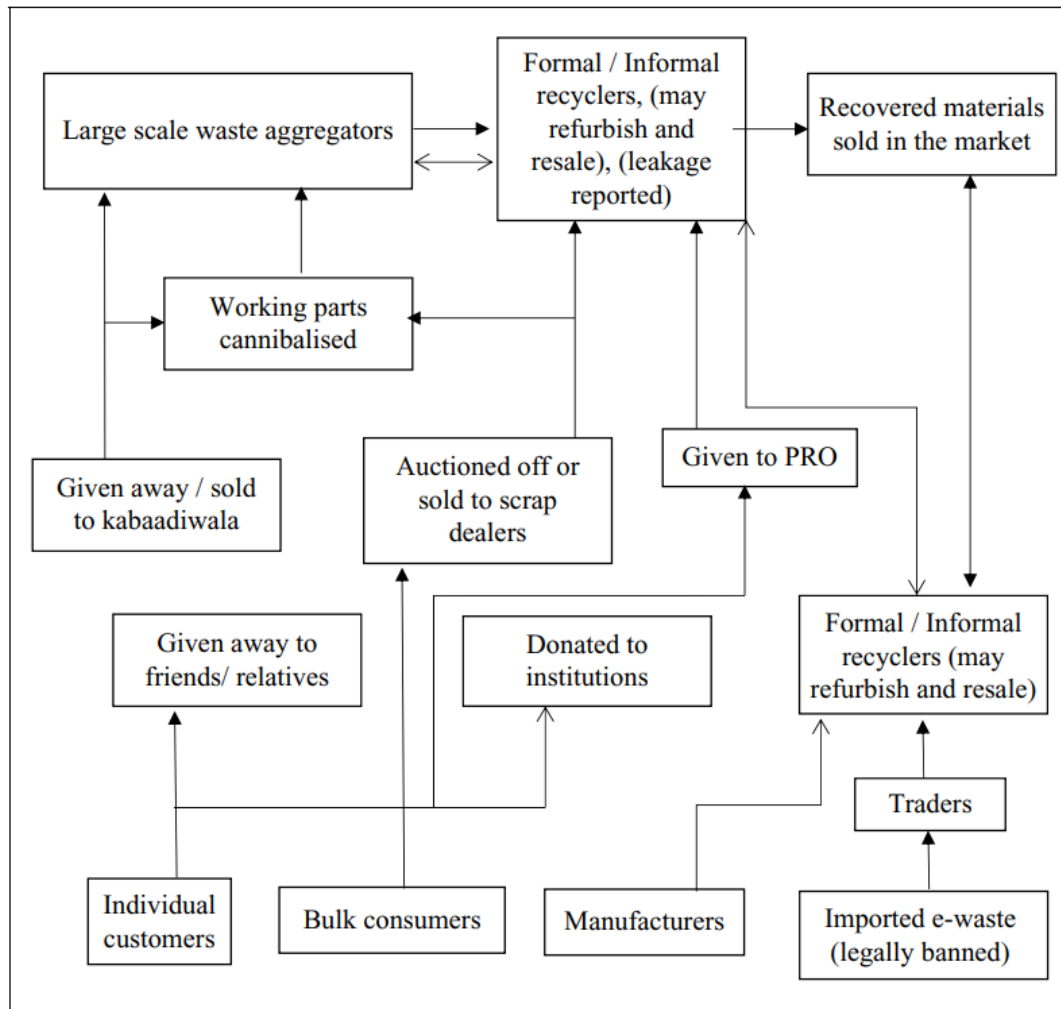 Large scale waste aggregators
Formal / Informal
recyclers, (may
refurbish and
resale), (leakage
reported)
Recovered materials
sold in the market
Working parts
cannibalised
Given away / sold
to kabaadiwala
Auctioned off or
sold to scrap
dealers
Given to PRO
Given away to
friends/ relatives
Donated to
institutions
Formal / Informal
recyclers (may
refurbish and resale)
Traders
Individual
customers
Bulk consumers
Manufacturers
Imported e-waste
(legally banned)